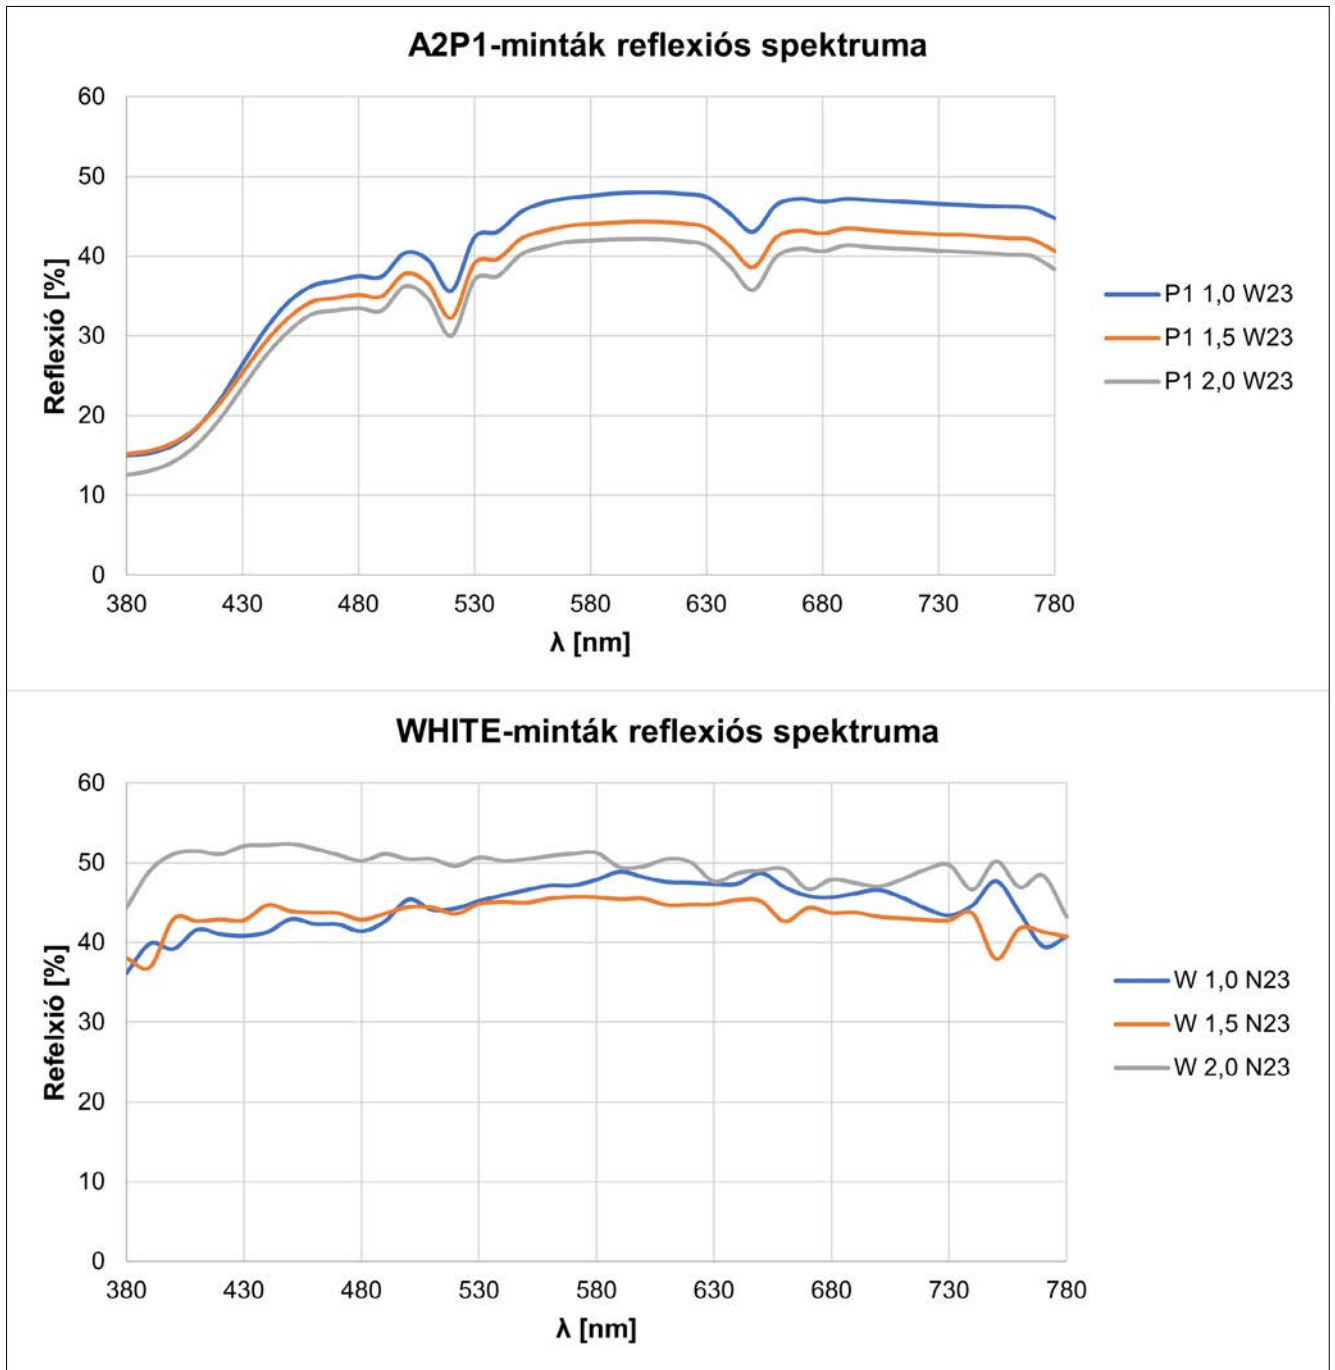 A2P1-minták reflexiós spektruma
60
50
40
30
20
10
0
Reflexió [%]
380 430 480 530 580 630 680 730 780
λ [nm]
P1 1,0 W23
P1 1,5 W23
P1 2,0 W23
WHITE-minták reflexiós spektruma
60
50
40
30
20
10
0
Refelxió [%]
380 430 480 530 580 630 680 730 780
λ [nm]
W 1,0 N23
W 1,5 N23
W 2,0 N23